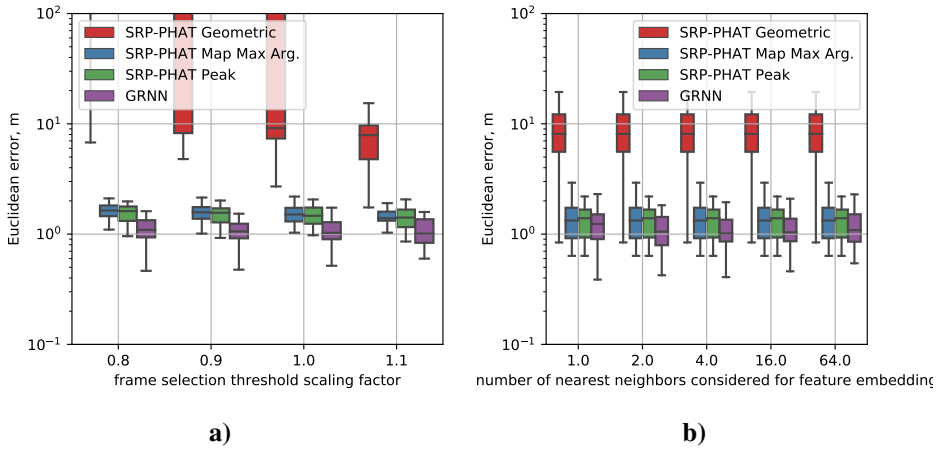 SRP-PHAT Geometric
SRP-PHAT Map Max Arg.
SRP-PHAT Peak
GRNN
Euclidean error, m
10^2
10^1
10^0
10^-1
0.8 0.9 1.0 1.1
frame selection threshold scaling factor
a)
SRP-PHAT Geometric
SRP-PHAT Map Max Arg.
SRP-PHAT Peak
GRNN
Euclidean error, m
10^2
10^1
10^0
10^-1
1.0 2.0 4.0 16.0 64.0
number of nearest neighbors considered for feature embedding
b)